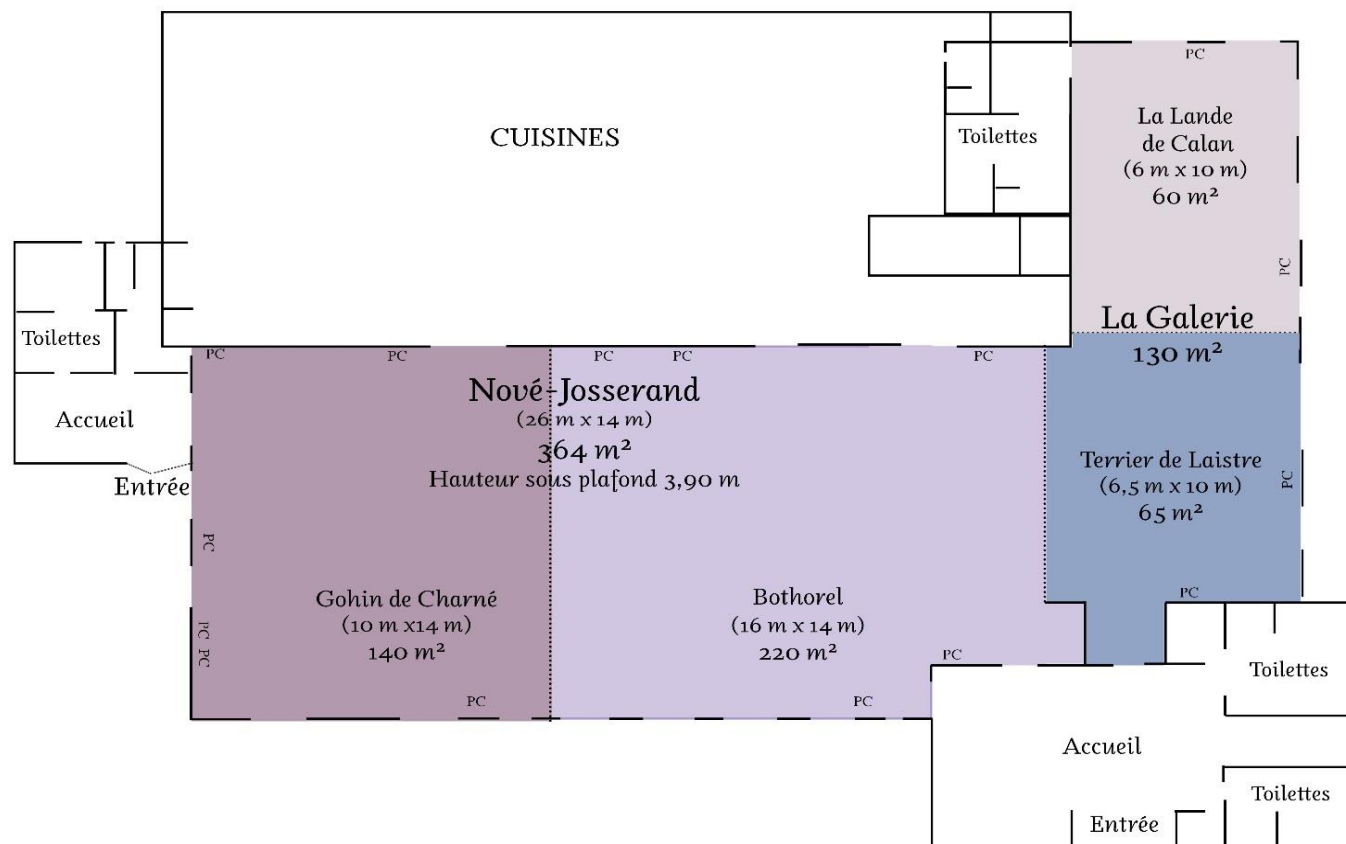 PC
La Lande
de Calan
(6 m x 10 m)
60 m²
CUISINES
Toilettes
PC
La Galerie
130 m²
Toilettes
PC
PC
PC
PC
PC
Nové-Josserand
(26 m x 14 m)
364 m²
Hauteur sous plafond 3,90 m
Accueil
Entrée
Terrier de Laistre
(6,5 m x 10 m)
65 m²
PC
PC
PC
Gohin de Charné
(10 m x14 m)
140 m²
PC PC
PC
Bothorel
(16 m x 14 m)
220 m²
PC
PC
Toilettes
Accueil
Toilettes
Entrée